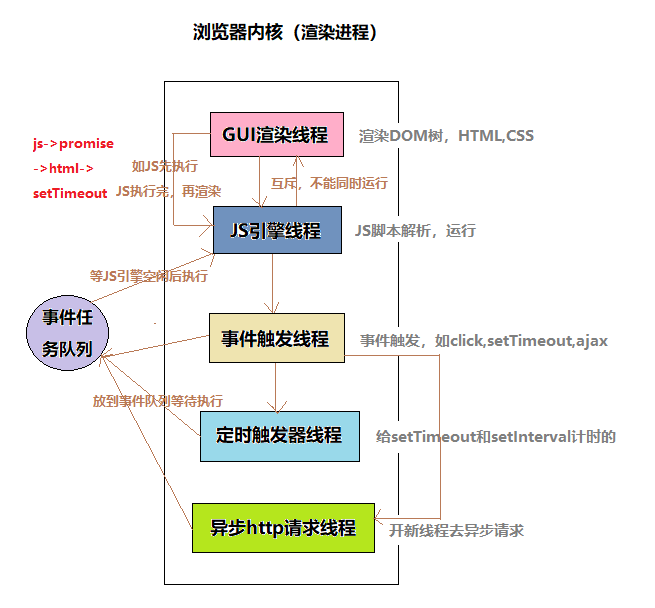 浏览器内核（渲染进程）
GUI渲染线程
渲染DOM树，HTML,CSS
js->promise
->html->
setTimeout
如JS先执行
JS执行完，再渲染
互斥，不能同时运行
JS引擎线程
JS脚本解析，运行
等JS引擎空闲后执行
事件任
务队列
事件触发线程
事件触发，如click,setTimeout,ajax
放到事件队列等待执行
定时触发器线程
给setTimeout和setInterval计时的
异步http请求线程
开新线程去异步请求